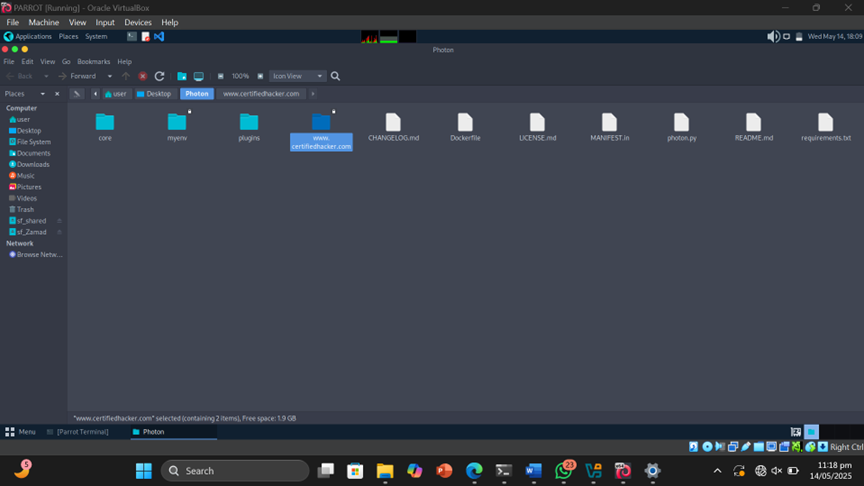 PARROT [Running] - Oracle VirtualBox
File Machine View Input Devices Help
Applications Places System
Wed May 14, 18:09
Photon
File Edit View Go Bookmarks Help
Back Forward 100% Icon View
Places user Desktop Photon www.certifiedhacker.com
Computer
user
Desktop
File System
Documents
Downloads
Music
Pictures
Videos
Trash
sf_shared
sf_Zamad
Network
Browse Netw...
core
myenv
plugins
www.
certifiedhacker.com
CHANGELOG.md
Dockerfile
LICENSE.md
MANIFEST.in
photon.py
README.md
requirements.txt
"www.certifiedhacker.com" selected (containing 2 items), Free space: 1.9 GB
Menu [Parrot Terminal] Photon
Right Ctrl
5
Search
23
11:18 pm
14/05/2025